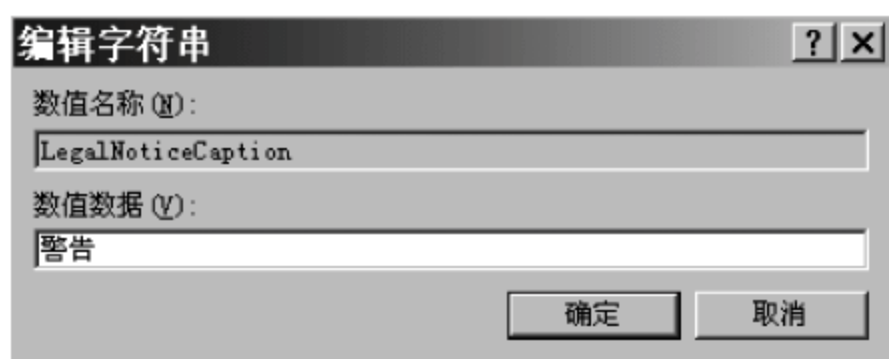 编辑字符串
数值名称(N):
LegalNoticeCaption
数值数据(V):
警告
确定 取消